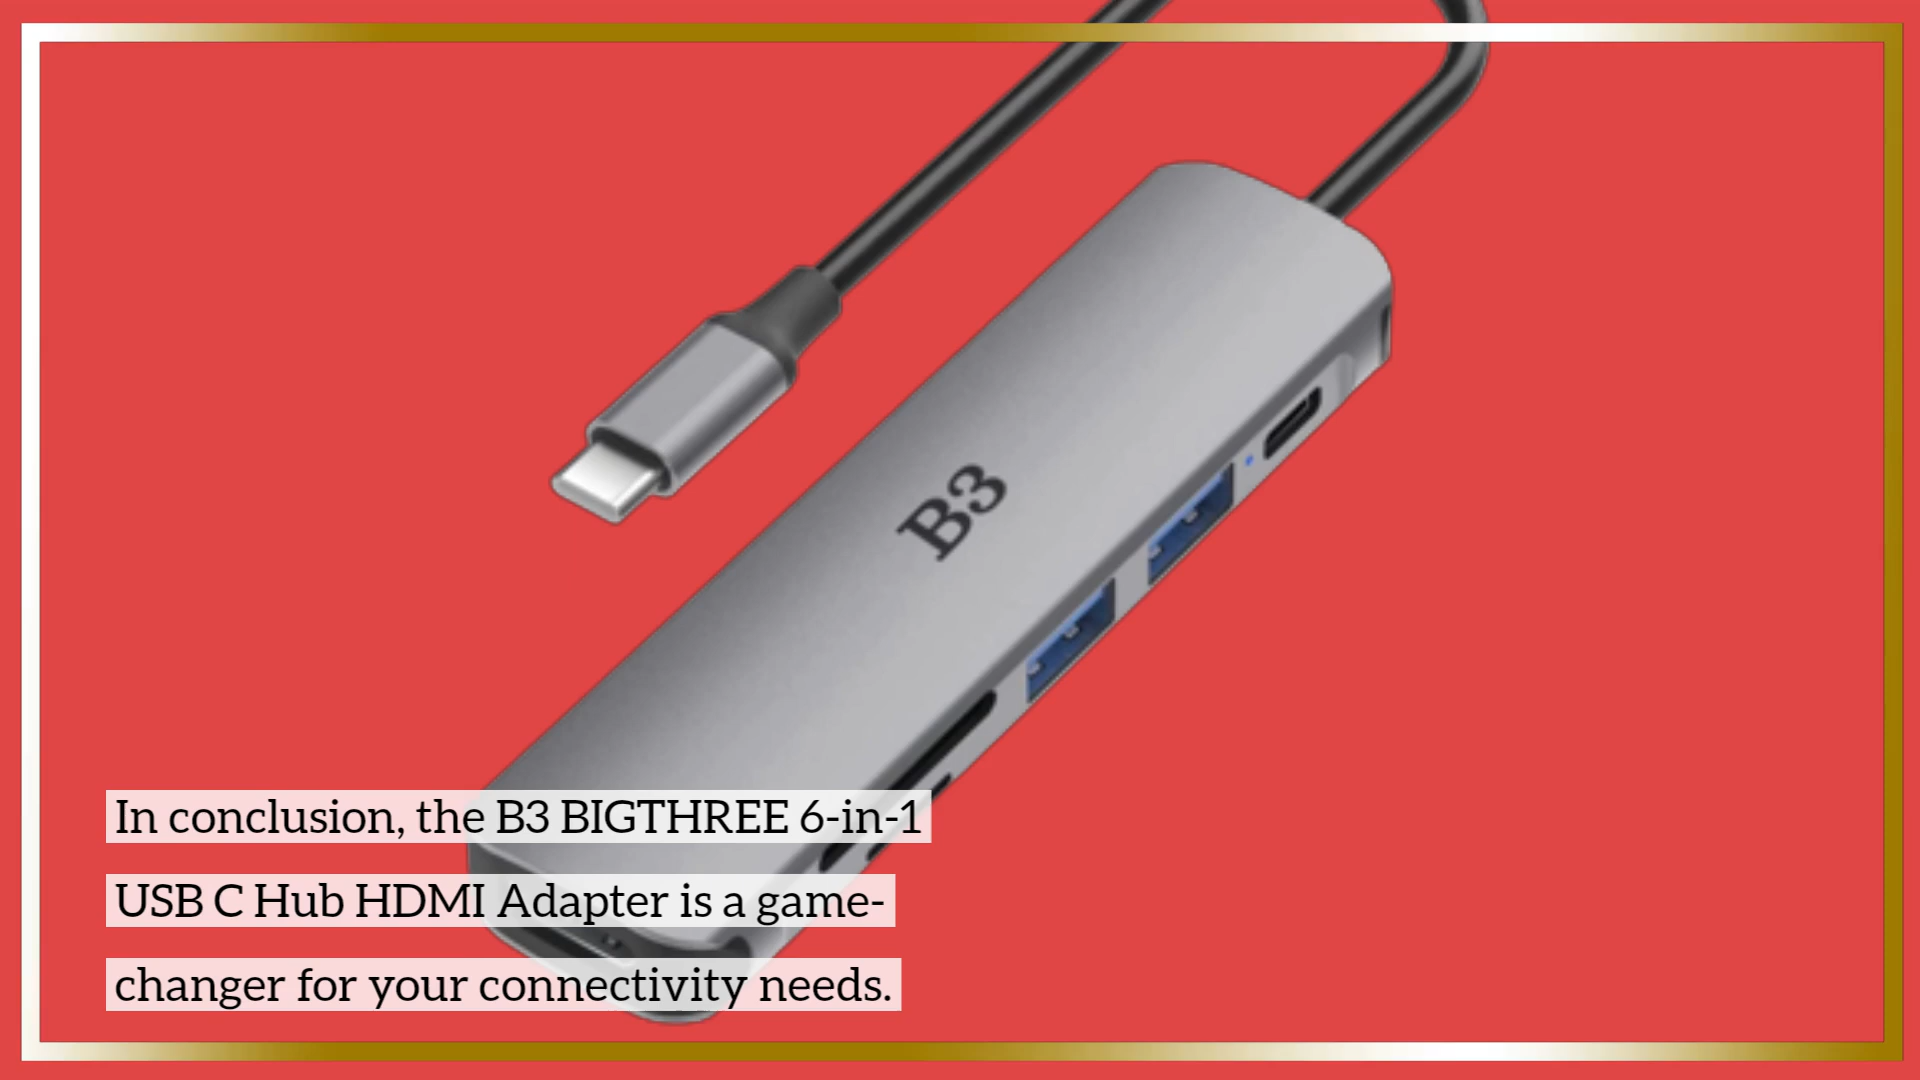 B3
In conclusion, the B3 BIGTHREE 6-in-1
USB C Hub HDMI Adapter is a game-
changer for your connectivity needs.